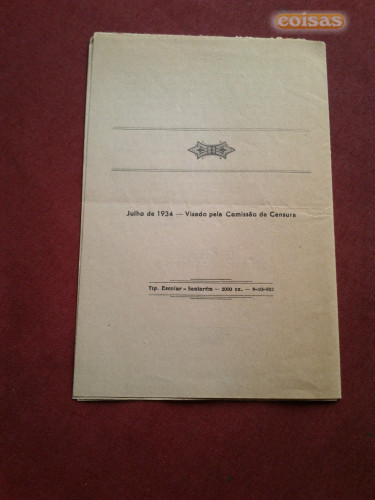 coisas
Julho de 1934 — Visado pela Comissão de Censura
Tip. Escolar - Santarém — 2000 ex. —